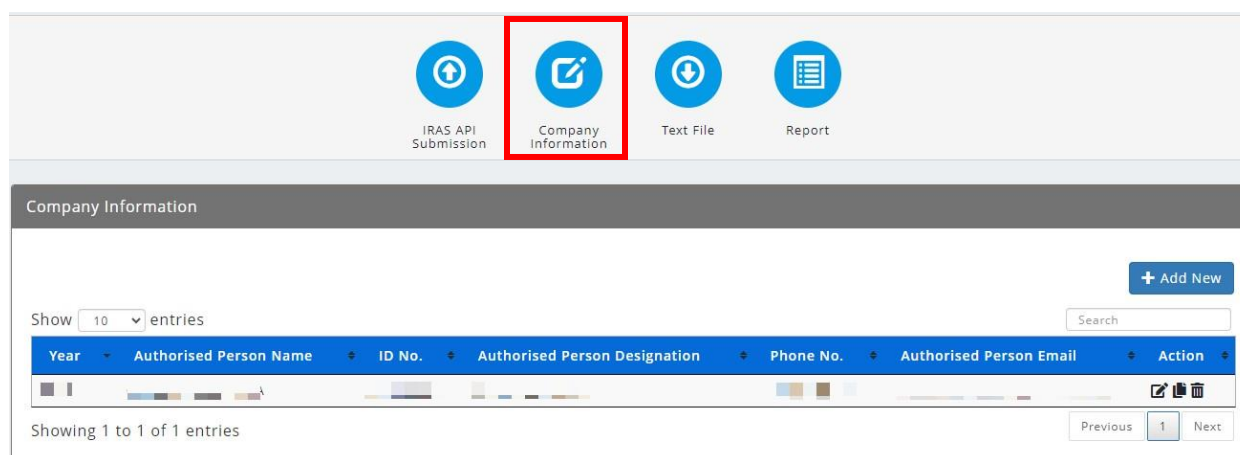 IRAS API
Submission
Company
Information
Text File
Report
Company Information
+ Add New
Show 10 entries
Search
Year Authorised Person Name ID No. Authorised Person Designation Phone No. Authorised Person Email Action
Showing 1 to 1 of 1 entries
Previous 1 Next